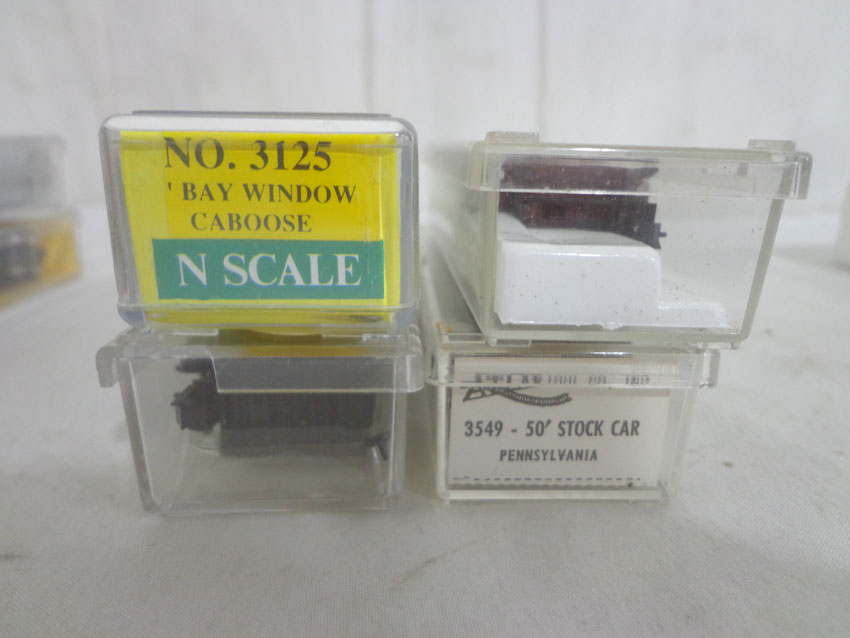 NO. 3125
' BAY WINDOW
CABOOSE
N SCALE
3549 - 50' STOCK CAR
PENNSYLVANIA